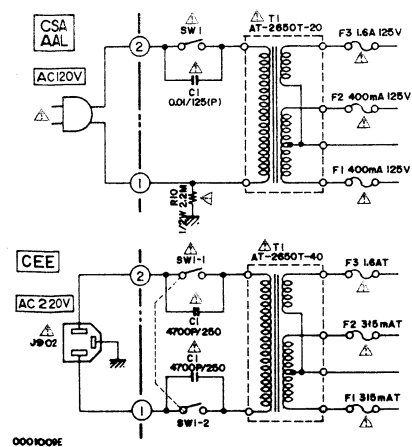 CSA
AAL
AC120V
2
SW1
C1
0.01/125(P)
T1
AT-2650T-20
F3 1.6A 125V
F2 400mA 125V
F1 400mA 125V
1
R10
1/2W 2.2M
CEE
AC220V
J902
2
SW1-1
C1
4700P/250
C1
4700P/250
SW1-2
1
T1
AT-2650T-40
F3 1.6AT
F2 315mAT
F1 315mAT
0001009E